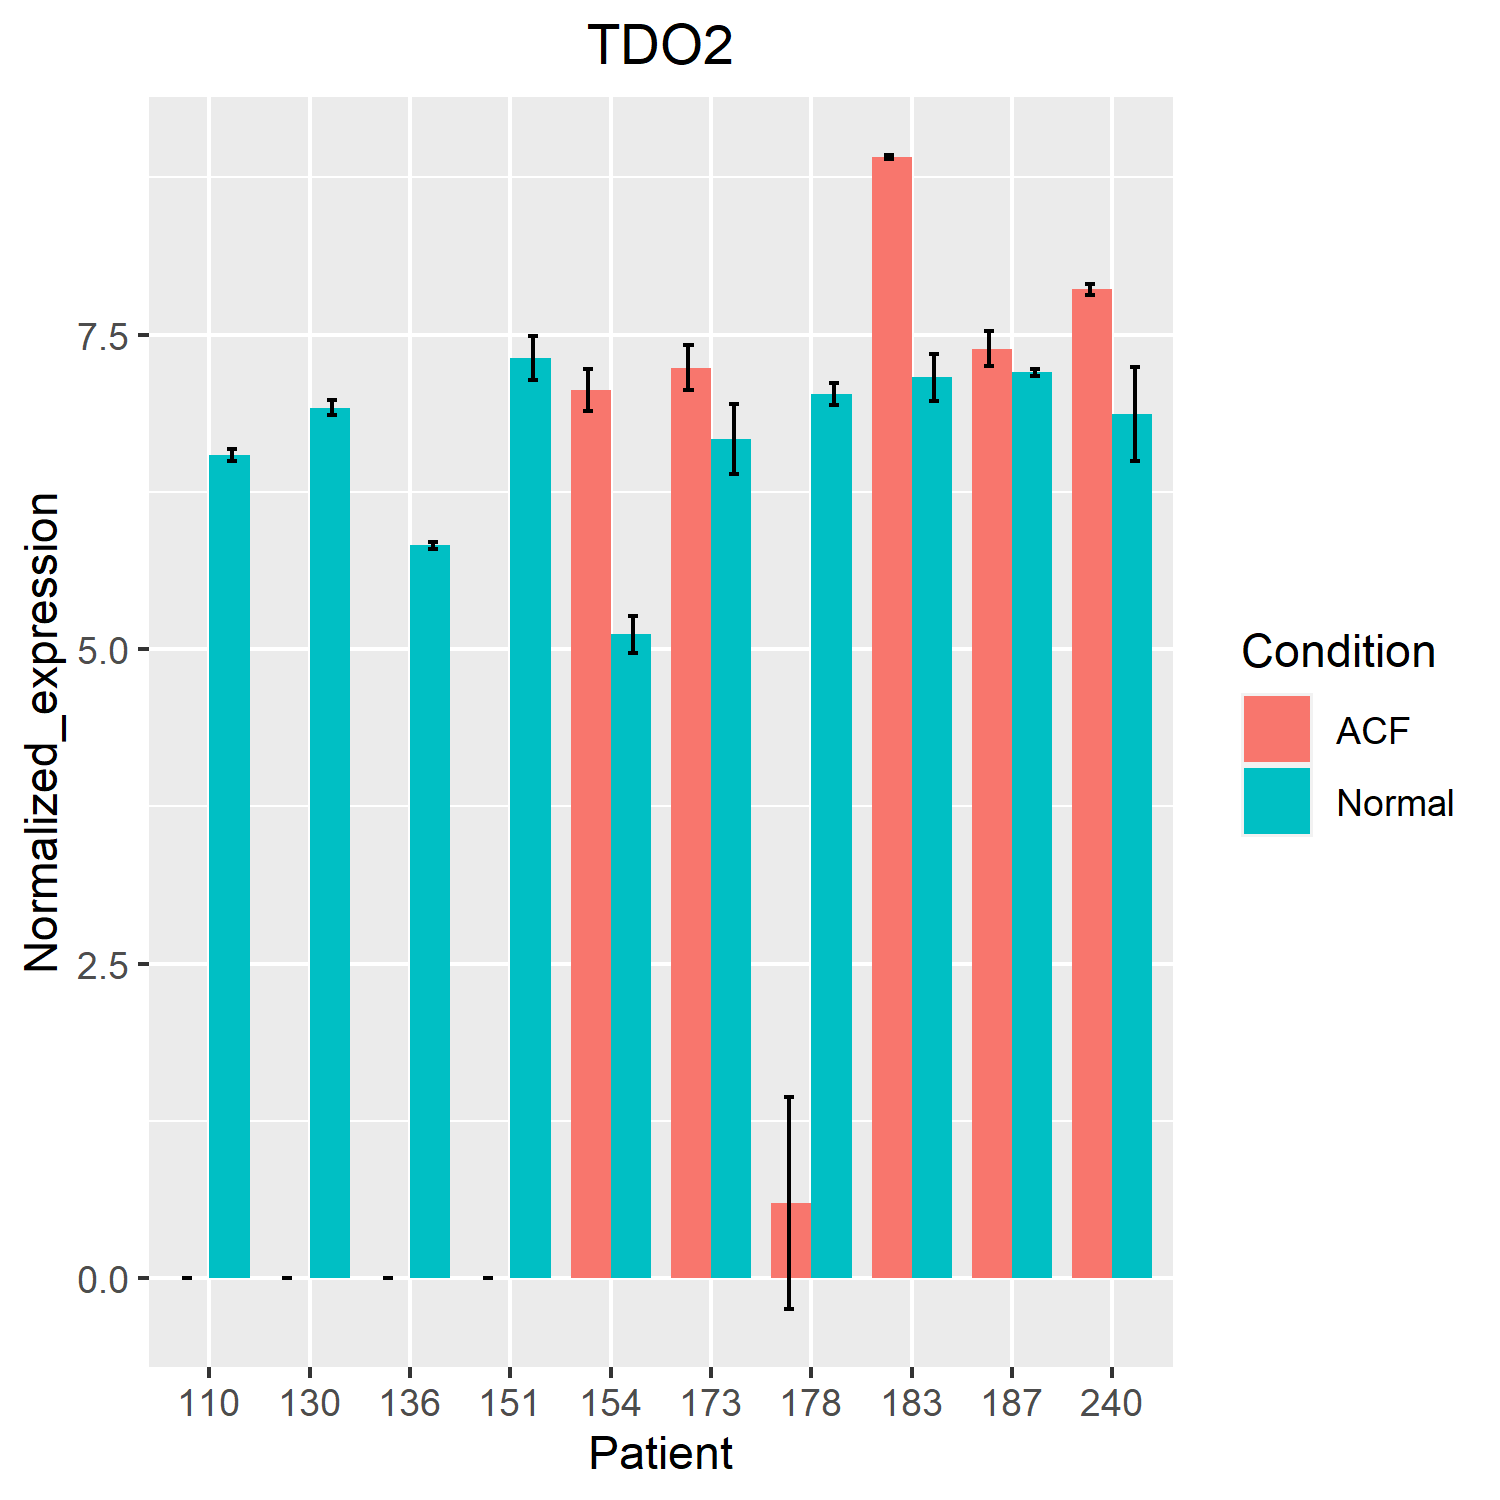 TDO2
Normalized_expression
7.5
5.0
2.5
0.0
110 130 136 151 154 173 178 183 187 240
Patient
Condition
ACF
Normal